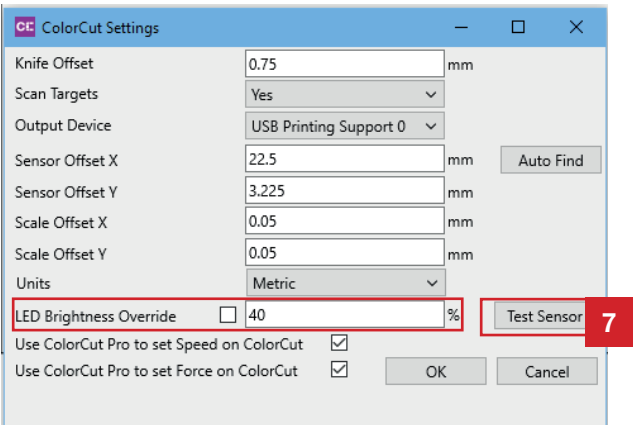 CE ColorCut Settings
Knife Offset 0.75 mm
Scan Targets Yes
Output Device USB Printing Support 0
Sensor Offset X 22.5 mm Auto Find
Sensor Offset Y 3.225 mm
Scale Offset X 0.05 mm
Scale Offset Y 0.05 mm
Units Metric
LED Brightness Override 40 % Test Sensor 7
Use ColorCut Pro to set Speed on ColorCut
Use ColorCut Pro to set Force on ColorCut OK Cancel